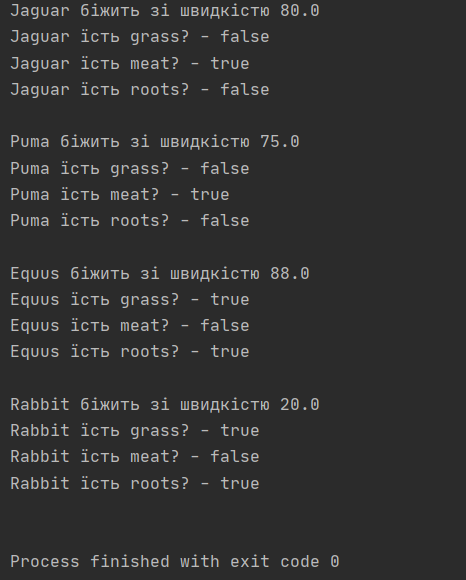 Jaguar біжить зі швидкістю 80.0
Jaguar їсть grass? - false
Jaguar їсть meat? - true
Jaguar їсть roots? - false
Puma біжить зі швидкістю 75.0
Puma їсть grass? - false
Puma їсть meat? - true
Puma їсть roots? - false
Equus біжить зі швидкістю 88.0
Equus їсть grass? - true
Equus їсть meat? - false
Equus їсть roots? - true
Rabbit біжить зі швидкістю 20.0
Rabbit їсть grass? - true
Rabbit їсть meat? - false
Rabbit їсть roots? - true
Process finished with exit code 0